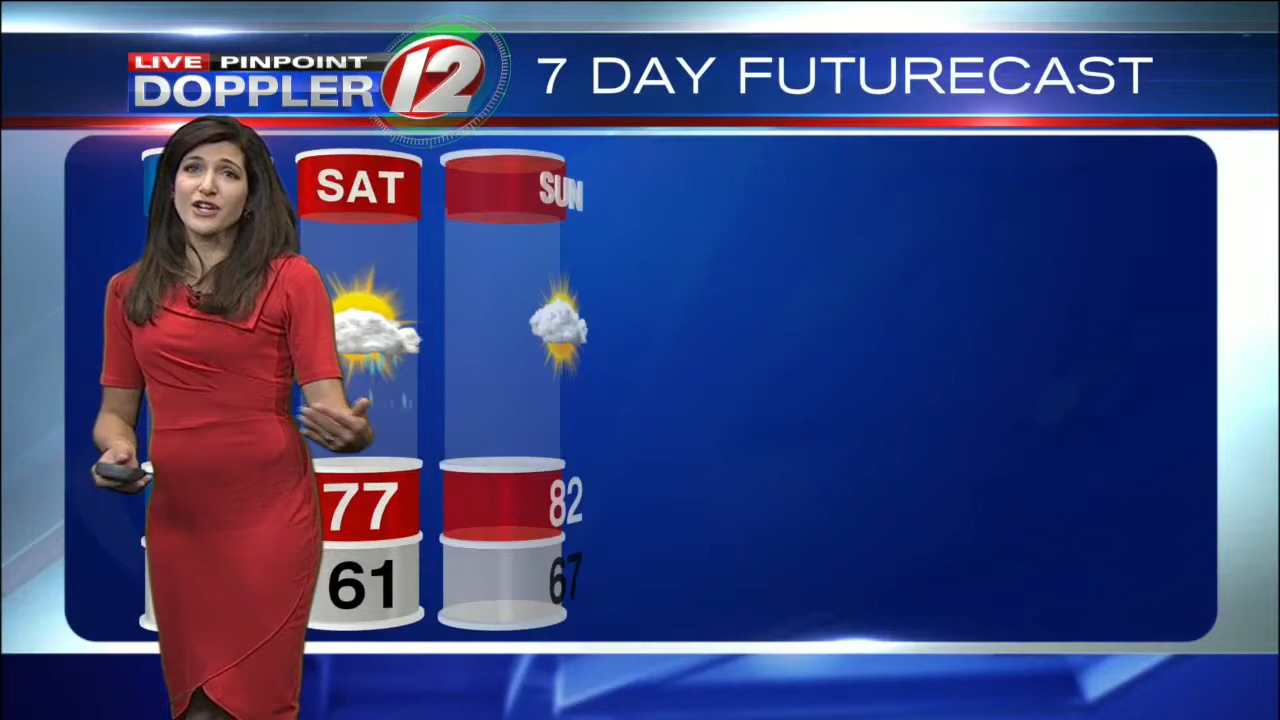 LIVE PINPOINT
DOPPLER 12
7 DAY FUTURECAST
SAT
SUN
77
82
61
67